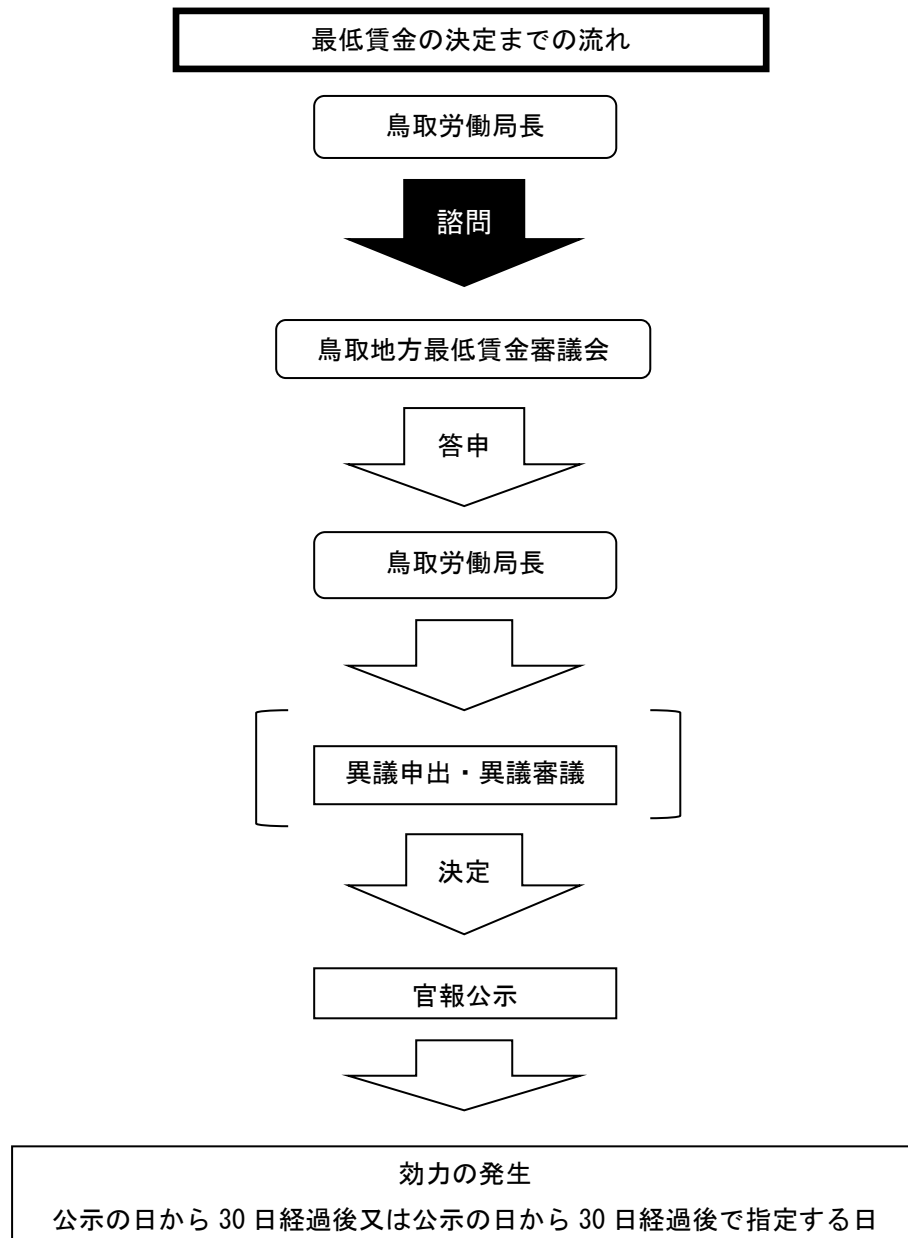 最低賃金の決定までの流れ
鳥取労働局長
諮問
鳥取地方最低賃金審議会
答申
鳥取労働局長
異議申出・異議審議
決定
官報公示
効力の発生
公示の日から 30 日経過後又は公示の日から 30 日経過後で指定する日